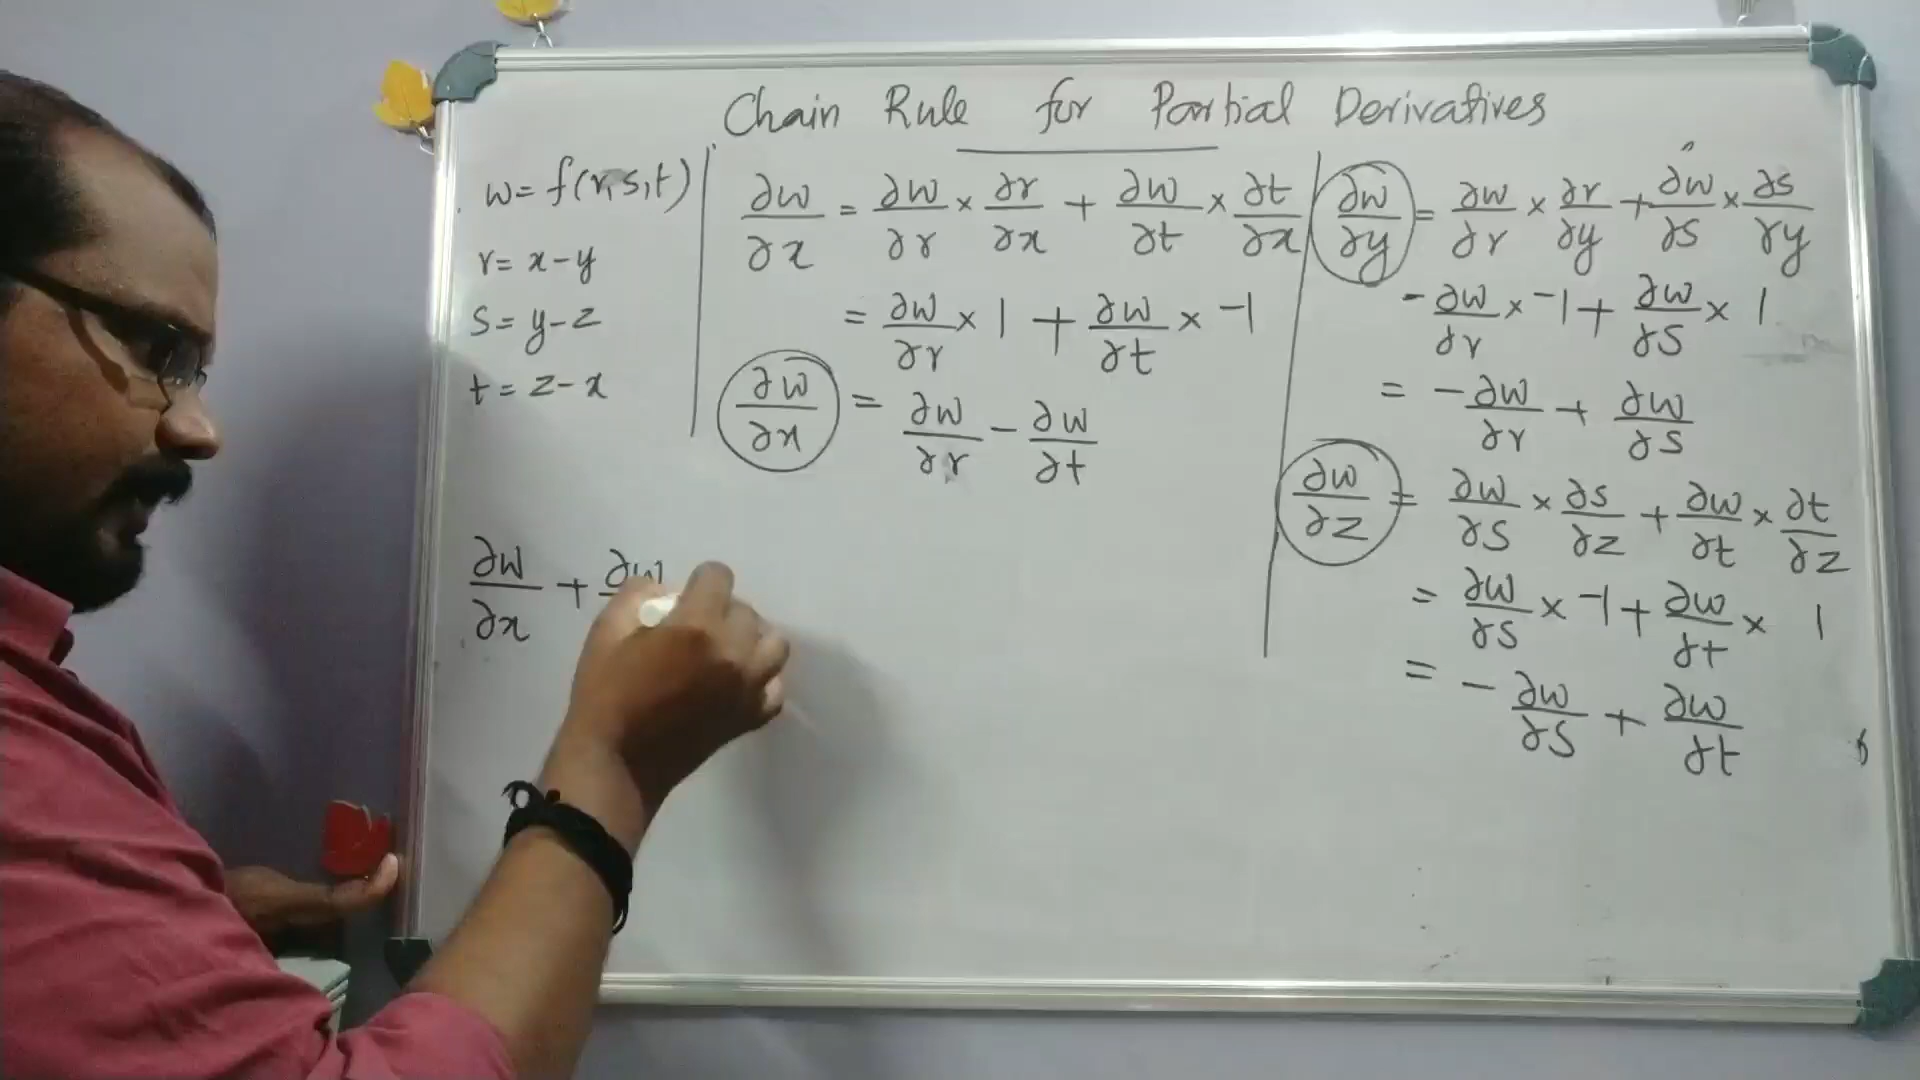 Chain Rule for Partial Derivatives
w = f(r, s, t)
r = x - y
s = y - z
t = z - x
∂w/∂x = ∂w/∂r × ∂r/∂x + ∂w/∂t × ∂t/∂x
= ∂w/∂r × 1 + ∂w/∂t × -1
∂w/∂x = ∂w/∂r - ∂w/∂t
∂w/∂y = ∂w/∂r × ∂r/∂y + ∂w/∂s × ∂s/∂y
- ∂w/∂r × -1 + ∂w/∂s × 1
= -∂w/∂r + ∂w/∂s
∂w/∂z = ∂w/∂s × ∂s/∂z + ∂w/∂t × ∂t/∂z
= ∂w/∂s × -1 + ∂w/∂t × 1
= -∂w/∂s + ∂w/∂t
∂w/∂x + ∂w